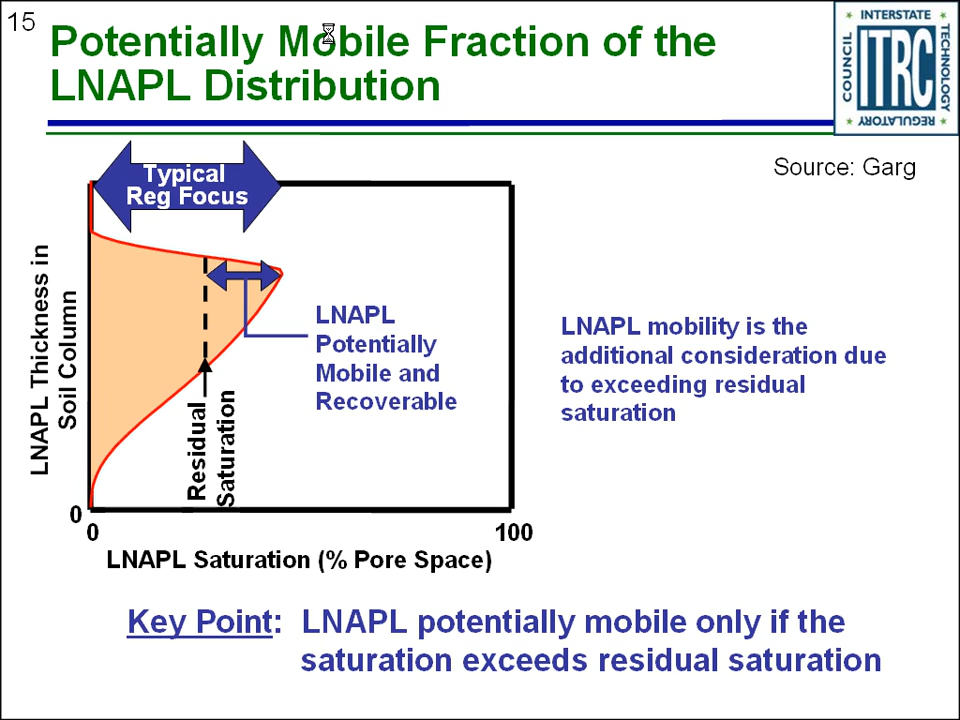 15
Potentially Mobile Fraction of the
LNAPL Distribution
INTERSTATE
TECHNOLOGY
REGULATORY
COUNCIL
ITRC
Source: Garg
Typical
Reg Focus
LNAPL Thickness in
Soil Column
LNAPL
Potentially
Mobile and
Recoverable
Residual
Saturation
LNAPL mobility is the
additional consideration due
to exceeding residual
saturation
0
0
100
LNAPL Saturation (% Pore Space)
Key Point: LNAPL potentially mobile only if the
saturation exceeds residual saturation